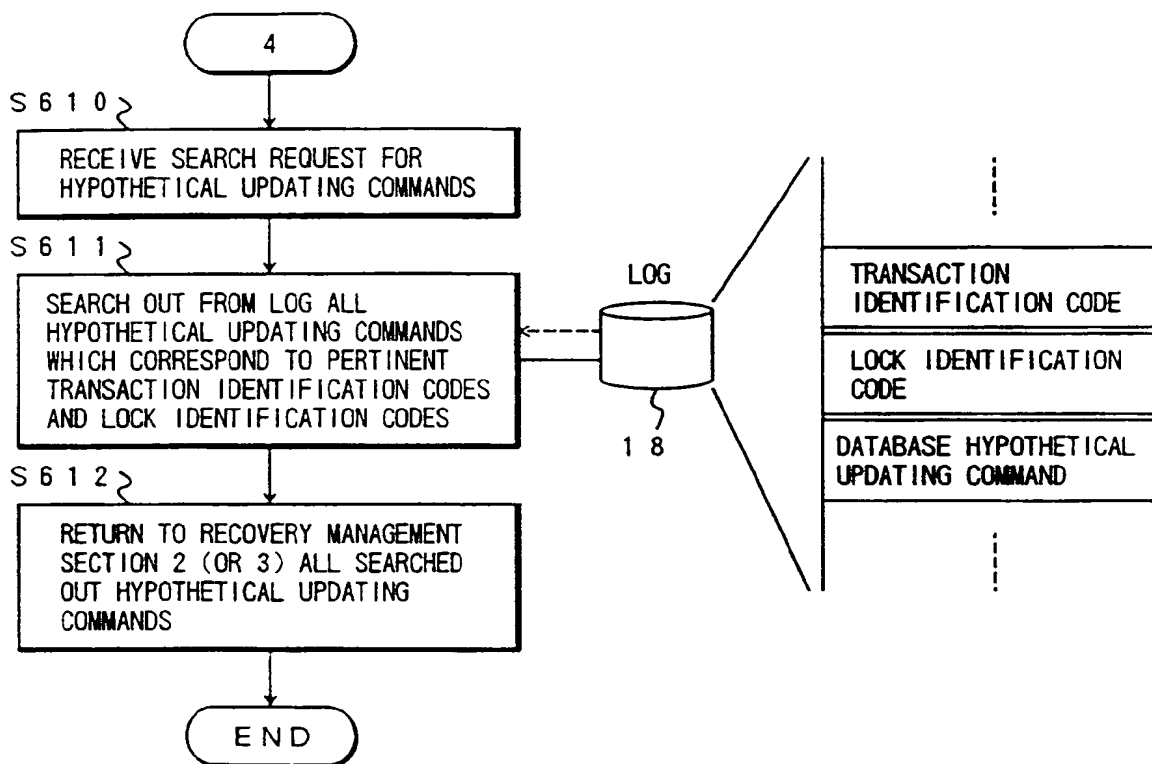 4
S610
RECEIVE SEARCH REQUEST FOR
HYPOTHETICAL UPDATING COMMANDS
S611
SEARCH OUT FROM LOG ALL
HYPOTHETICAL UPDATING COMMANDS
WHICH CORRESPOND TO PERTINENT
TRANSACTION IDENTIFICATION CODES
AND LOCK IDENTIFICATION CODES
S612
RETURN TO RECOVERY MANAGEMENT
SECTION 2 (OR 3) ALL SEARCHED
OUT HYPOTHETICAL UPDATING
COMMANDS
END
LOG
18
TRANSACTION
IDENTIFICATION CODE
LOCK IDENTIFICATION
CODE
DATABASE HYPOTHETICAL
UPDATING COMMAND